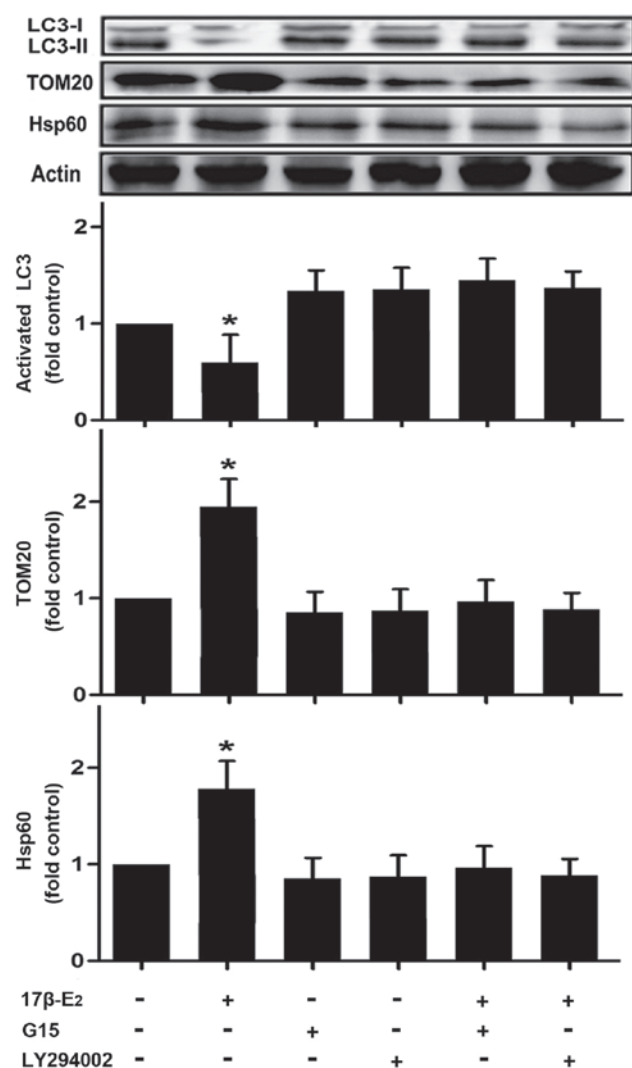 LC3-I
LC3-II
TOM20
Hsp60
Actin
Activated LC3
(fold control)
2
1
0
*
TOM20
(fold control)
2
1
0
*
Hsp60
(fold control)
2
1
0
*
17β-E2 - + - - + +
G15 - - + - + -
LY294002 - - - + - +